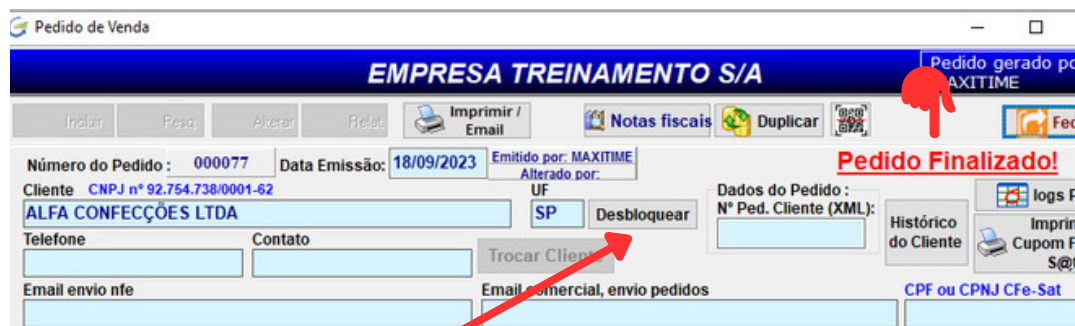 Pedido de Venda
EMPRESA TREINAMENTO S/A
Pedido gerado po
MAXITIME
Incluir Pesq. Alterar Relat. Imprimir / Email Notas fiscais Duplicar Fec
Número do Pedido : 000077 Data Emissão: 18/09/2023 Emitido por: MAXITIME Pedido Finalizado!
Alterado por:
Cliente CNPJ nº 92.754.738/0001-62 UF Dados do Pedido : logs P
ALFA CONFECÇÕES LTDA SP Desbloquear Nº Ped. Cliente (XML):
Histórico do Cliente
Imprin
Cupom F
S@t
Telefone Contato Trocar Cliente
Email envio nfe Email comercial, envio pedidos CPF ou CPNJ CFe-Sat